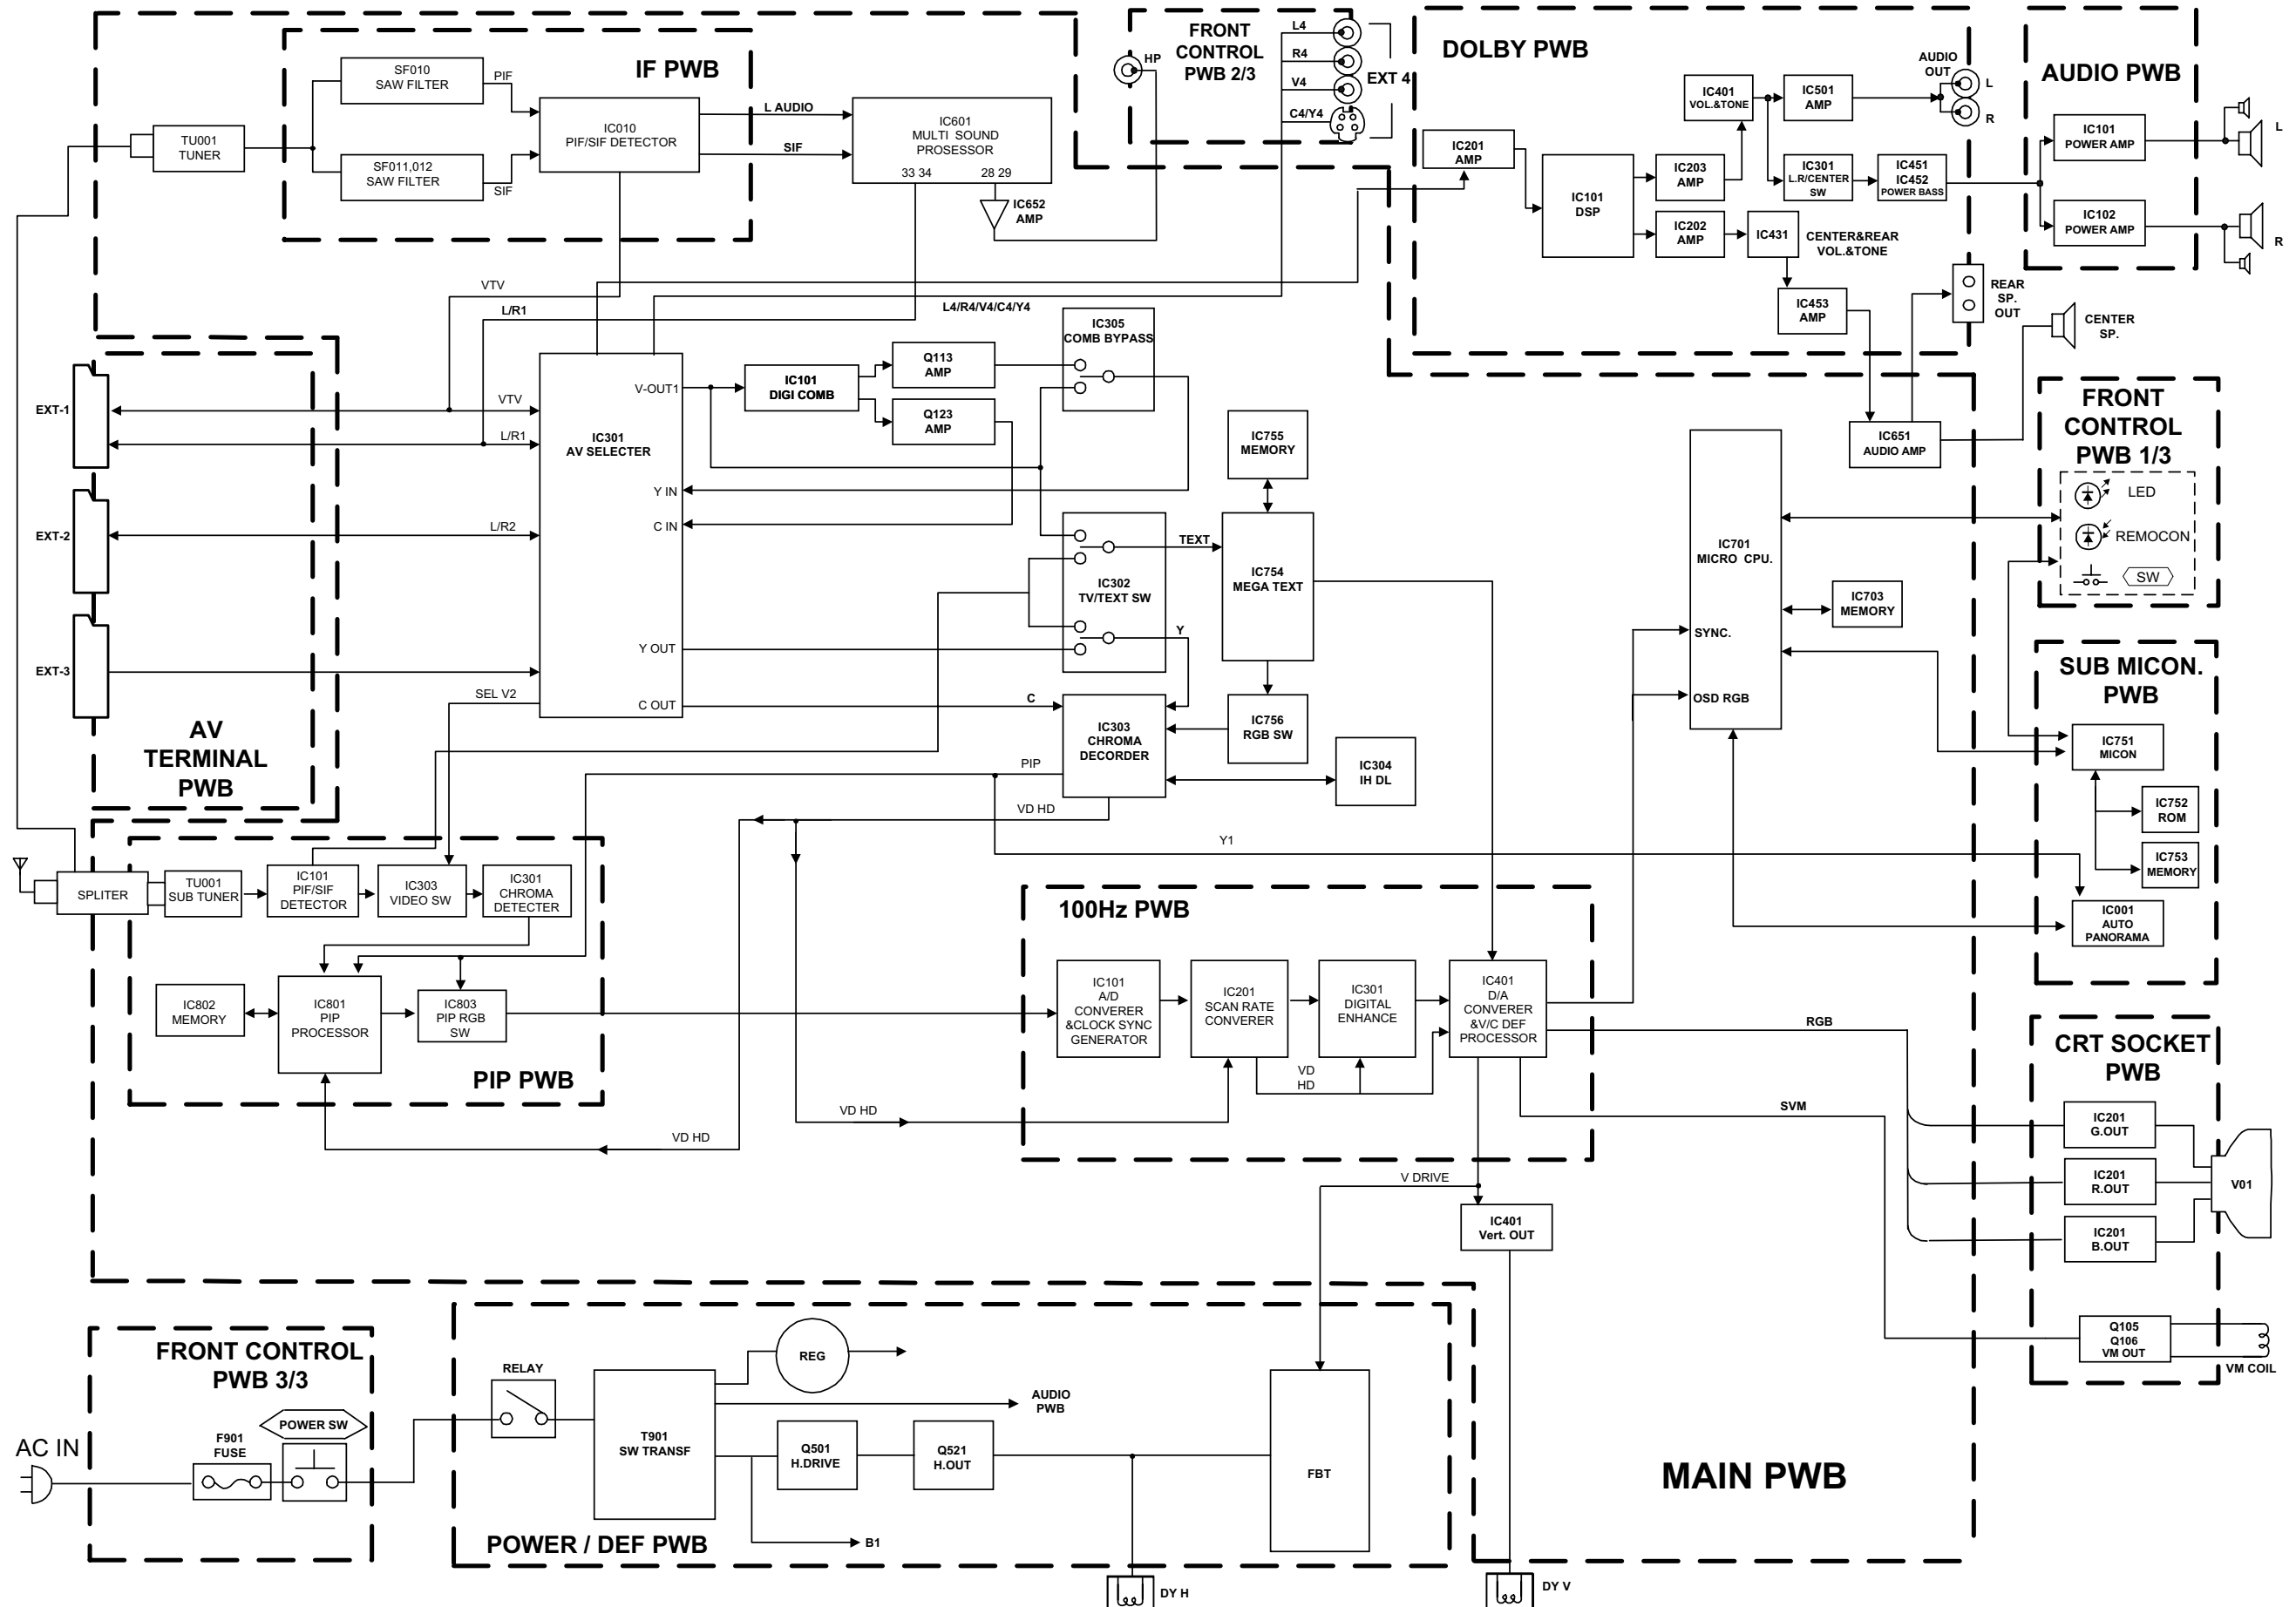 IF PWB
SF010
SAW FILTER
PIF
TU001
TUNER
SF011,012
SAW FILTER
SIF
IC010
PIF/SIF DETECTOR
L AUDIO
SIF
IC601
MULTI SOUND
PROSESSOR
33 34
28 29
IC652
AMP
FRONT
CONTROL
PWB 2/3
HP
L4
R4
V4
C4/Y4
EXT 4
DOLBY PWB
IC201
AMP
IC101
DSP
IC401
VOL.&TONE
IC501
AMP
AUDIO
OUT
L
R
IC203
AMP
IC301
L.R/CENTER
SW
IC451
IC452
POWER BASS
IC202
AMP
IC431
CENTER&REAR
VOL.&TONE
IC453
AMP
REAR
SP.
OUT
CENTER
SP.
AUDIO PWB
IC101
POWER AMP
IC102
POWER AMP
L
R
VTV
L/R1
L4/R4/V4/C4/Y4
EXT-1
VTV
L/R1
EXT-2
L/R2
EXT-3
AV
TERMINAL
PWB
IC301
AV SELECTER
V-OUT1
Y IN
C IN
Y OUT
C OUT
SEL V2
IC101
DIGI COMB
Q113
AMP
Q123
AMP
IC305
COMB BYPASS
IC755
MEMORY
IC302
TV/TEXT SW
TEXT
Y
C
IC754
MEGA TEXT
IC303
CHROMA
DECORDER
IC756
RGB SW
IC304
IH DL
PIP
VD HD
Y1
IC651
AUDIO AMP
IC701
MICRO CPU.
SYNC.
OSD RGB
IC703
MEMORY
FRONT
CONTROL
PWB 1/3
LED
REMOCON
SW
SUB MICON.
PWB
IC751
MICON
IC752
ROM
IC753
MEMORY
IC001
AUTO
PANORAMA
SPLITER
TU001
SUB TUNER
IC101
PIF/SIF
DETECTOR
IC303
VIDEO SW
IC301
CHROMA
DETECTER
IC802
MEMORY
IC801
PIP
PROCESSOR
IC803
PIP RGB
SW
PIP PWB
VD HD
VD HD
100Hz PWB
IC101
A/D
CONVERER
&CLOCK SYNC
GENERATOR
IC201
SCAN RATE
CONVERER
IC301
DIGITAL
ENHANCE
IC401
D/A
CONVERER
&V/C DEF
PROCESSOR
VD
HD
RGB
SVM
V DRIVE
IC401
Vert. OUT
CRT SOCKET
PWB
IC201
G.OUT
IC201
R.OUT
IC201
B.OUT
V01
Q105
Q106
VM OUT
VM COIL
FRONT CONTROL
PWB 3/3
POWER SW
F901
FUSE
AC IN
RELAY
T901
SW TRANSF
REG
AUDIO
PWB
Q501
H.DRIVE
Q521
H.OUT
FBT
B1
POWER / DEF PWB
MAIN PWB
DY H
DY V